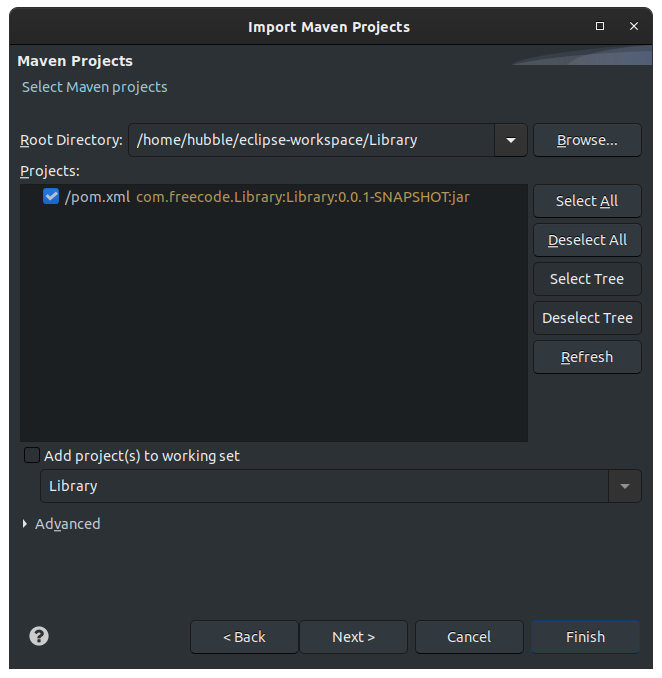 Import Maven Projects
Maven Projects
Select Maven projects
Root Directory: /home/hubble/eclipse-workspace/Library Browse...
Projects:
/pom.xml com.freecode.Library:Library:0.0.1-SNAPSHOT:jar
Select All
Deselect All
Select Tree
Deselect Tree
Refresh
Add project(s) to working set
Library
Advanced
? < Back Next > Cancel Finish